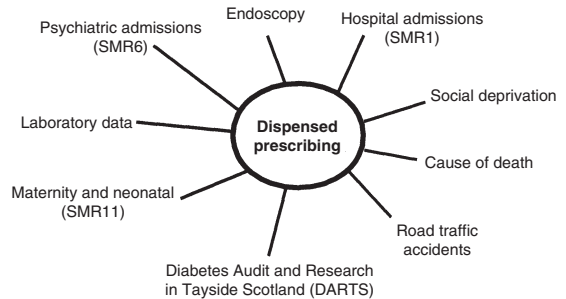 Endoscopy
Hospital admissions
(SMR1)
Psychiatric admissions
(SMR6)
Social deprivation
Laboratory data
Dispensed
prescribing
Cause of death
Maternity and neonatal
(SMR11)
Road traffic
accidents
Diabetes Audit and Research
in Tayside Scotland (DARTS)